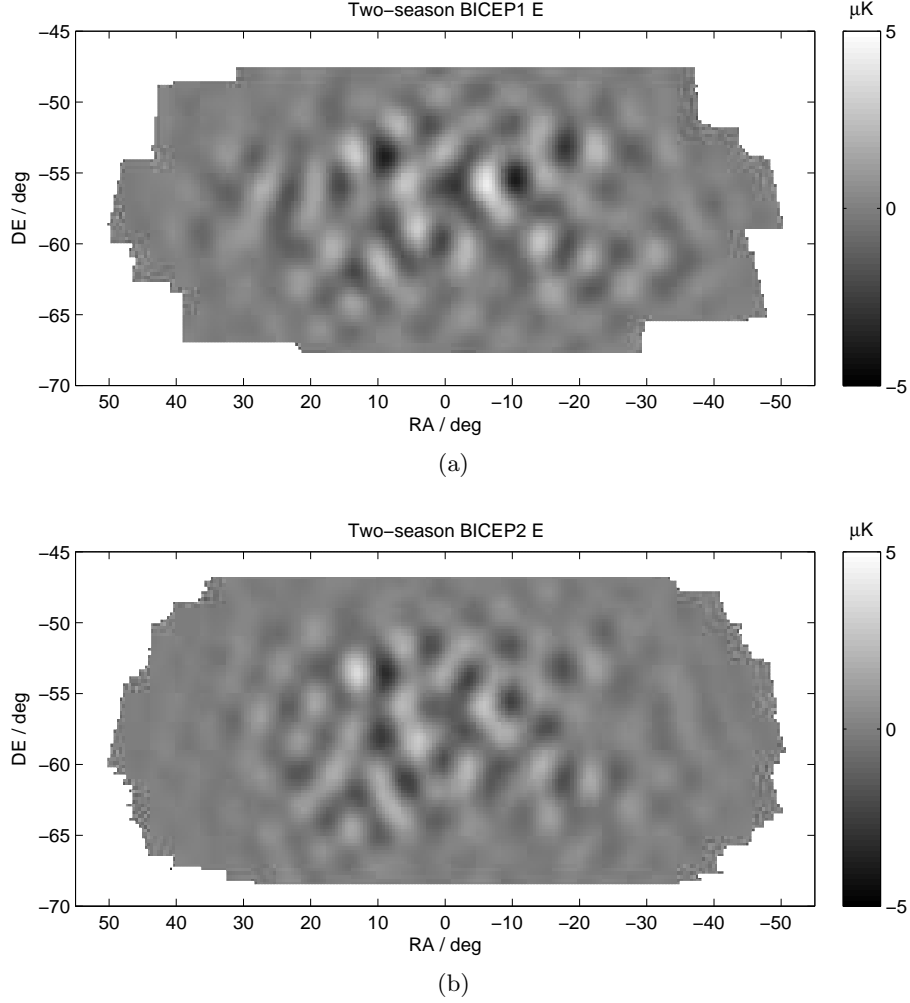 Two−season BICEP1 E
μK
−45
−50
−55
−60
−65
−70
DE / deg
50 40 30 20 10 0 −10 −20 −30 −40 −50
RA / deg
5
0
−5
(a)
Two−season BICEP2 E
μK
−45
−50
−55
−60
−65
−70
DE / deg
50 40 30 20 10 0 −10 −20 −30 −40 −50
RA / deg
5
0
−5
(b)